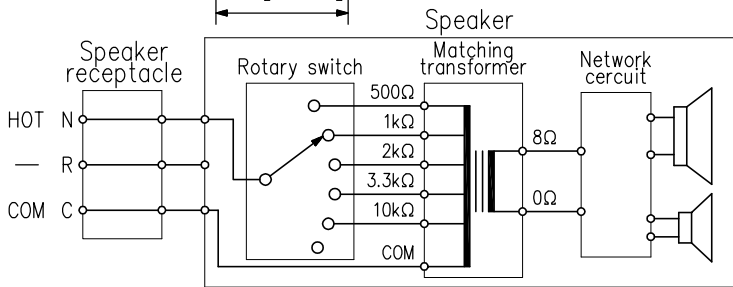 Speaker
Speaker
receptacle
Rotary switch
Matching
transformer
Network
cercuit
HOT N
— R
COM C
500Ω
1kΩ
2kΩ
3.3kΩ
10kΩ
COM
8Ω
0Ω